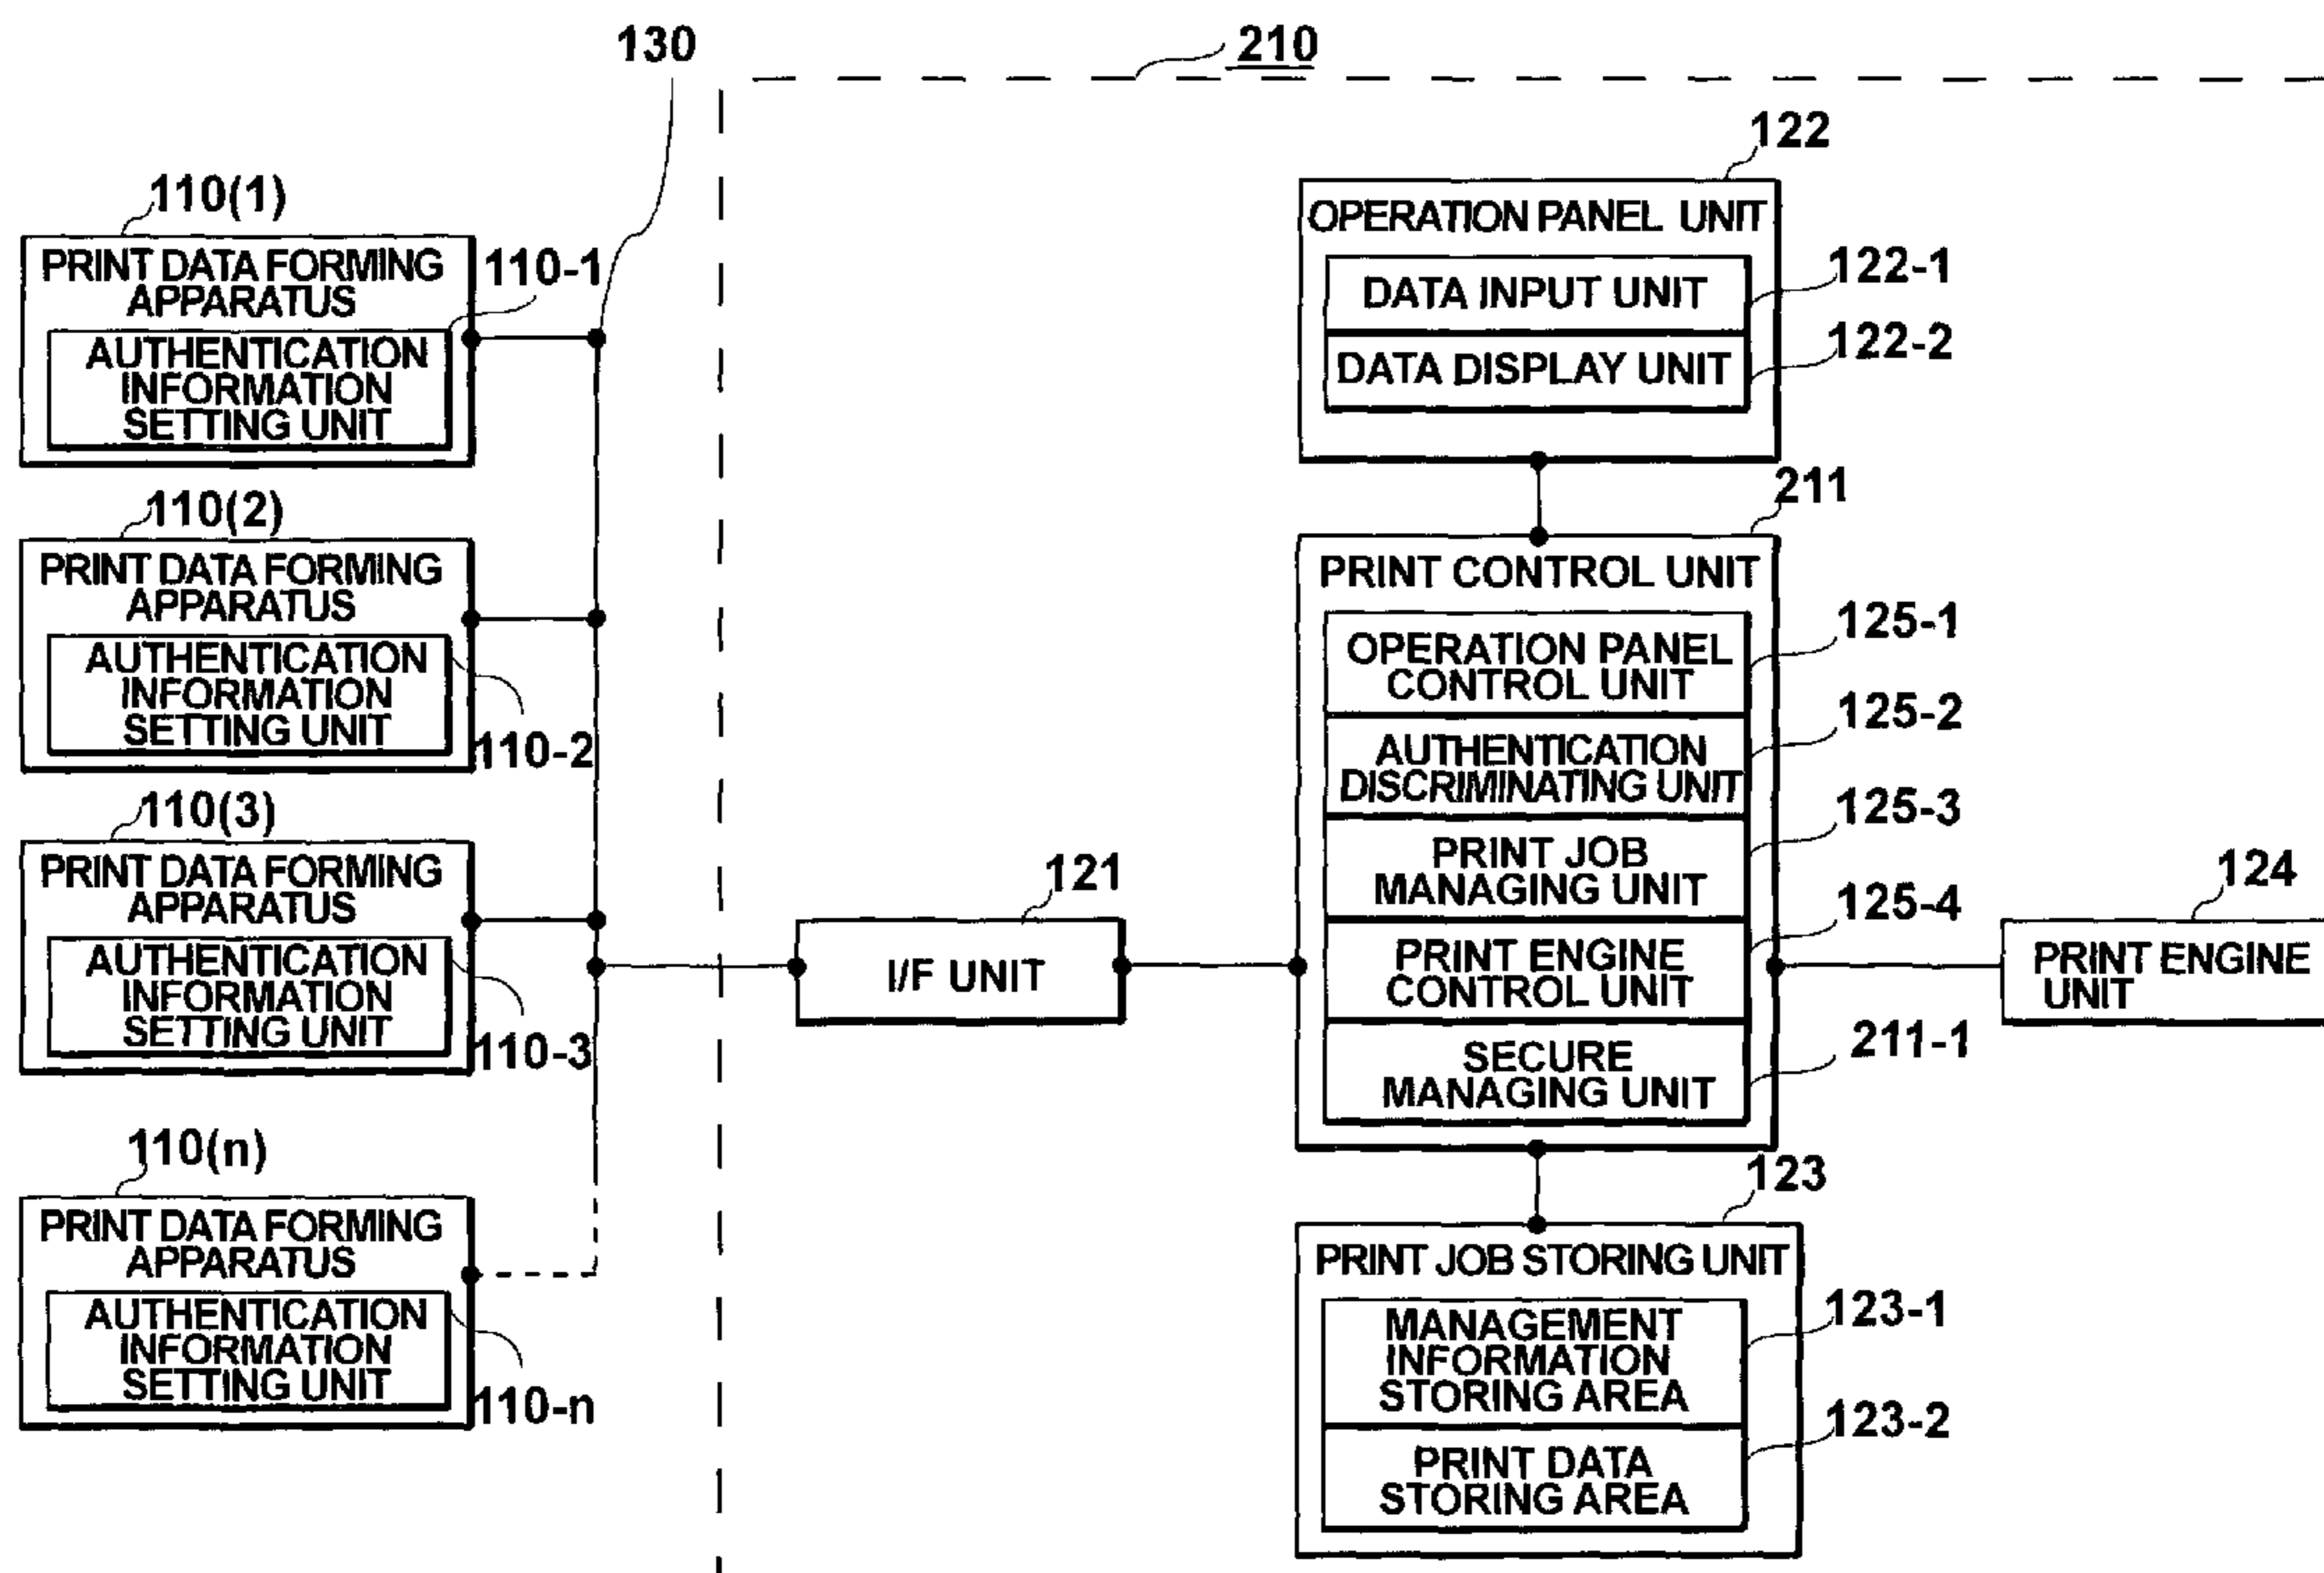 130
210
110(1)
PRINT DATA FORMING
APPARATUS
110-1
AUTHENTICATION
INFORMATION
SETTING UNIT
110(2)
PRINT DATA FORMING
APPARATUS
AUTHENTICATION
INFORMATION
SETTING UNIT
110-2
110(3)
PRINT DATA FORMING
APPARATUS
AUTHENTICATION
INFORMATION
SETTING UNIT
110-3
110(n)
PRINT DATA FORMING
APPARATUS
AUTHENTICATION
INFORMATION
SETTING UNIT
110-n
121
I/F UNIT
122
OPERATION PANEL UNIT
DATA INPUT UNIT
122-1
DATA DISPLAY UNIT
122-2
211
PRINT CONTROL UNIT
OPERATION PANEL
CONTROL UNIT
125-1
AUTHENTICATION
DISCRIMINATING UNIT
125-2
PRINT JOB
MANAGING UNIT
125-3
PRINT ENGINE
CONTROL UNIT
125-4
SECURE
MANAGING UNIT
211-1
123
PRINT JOB STORING UNIT
MANAGEMENT
INFORMATION
STORING AREA
123-1
PRINT DATA
STORING AREA
123-2
124
PRINT ENGINE
UNIT